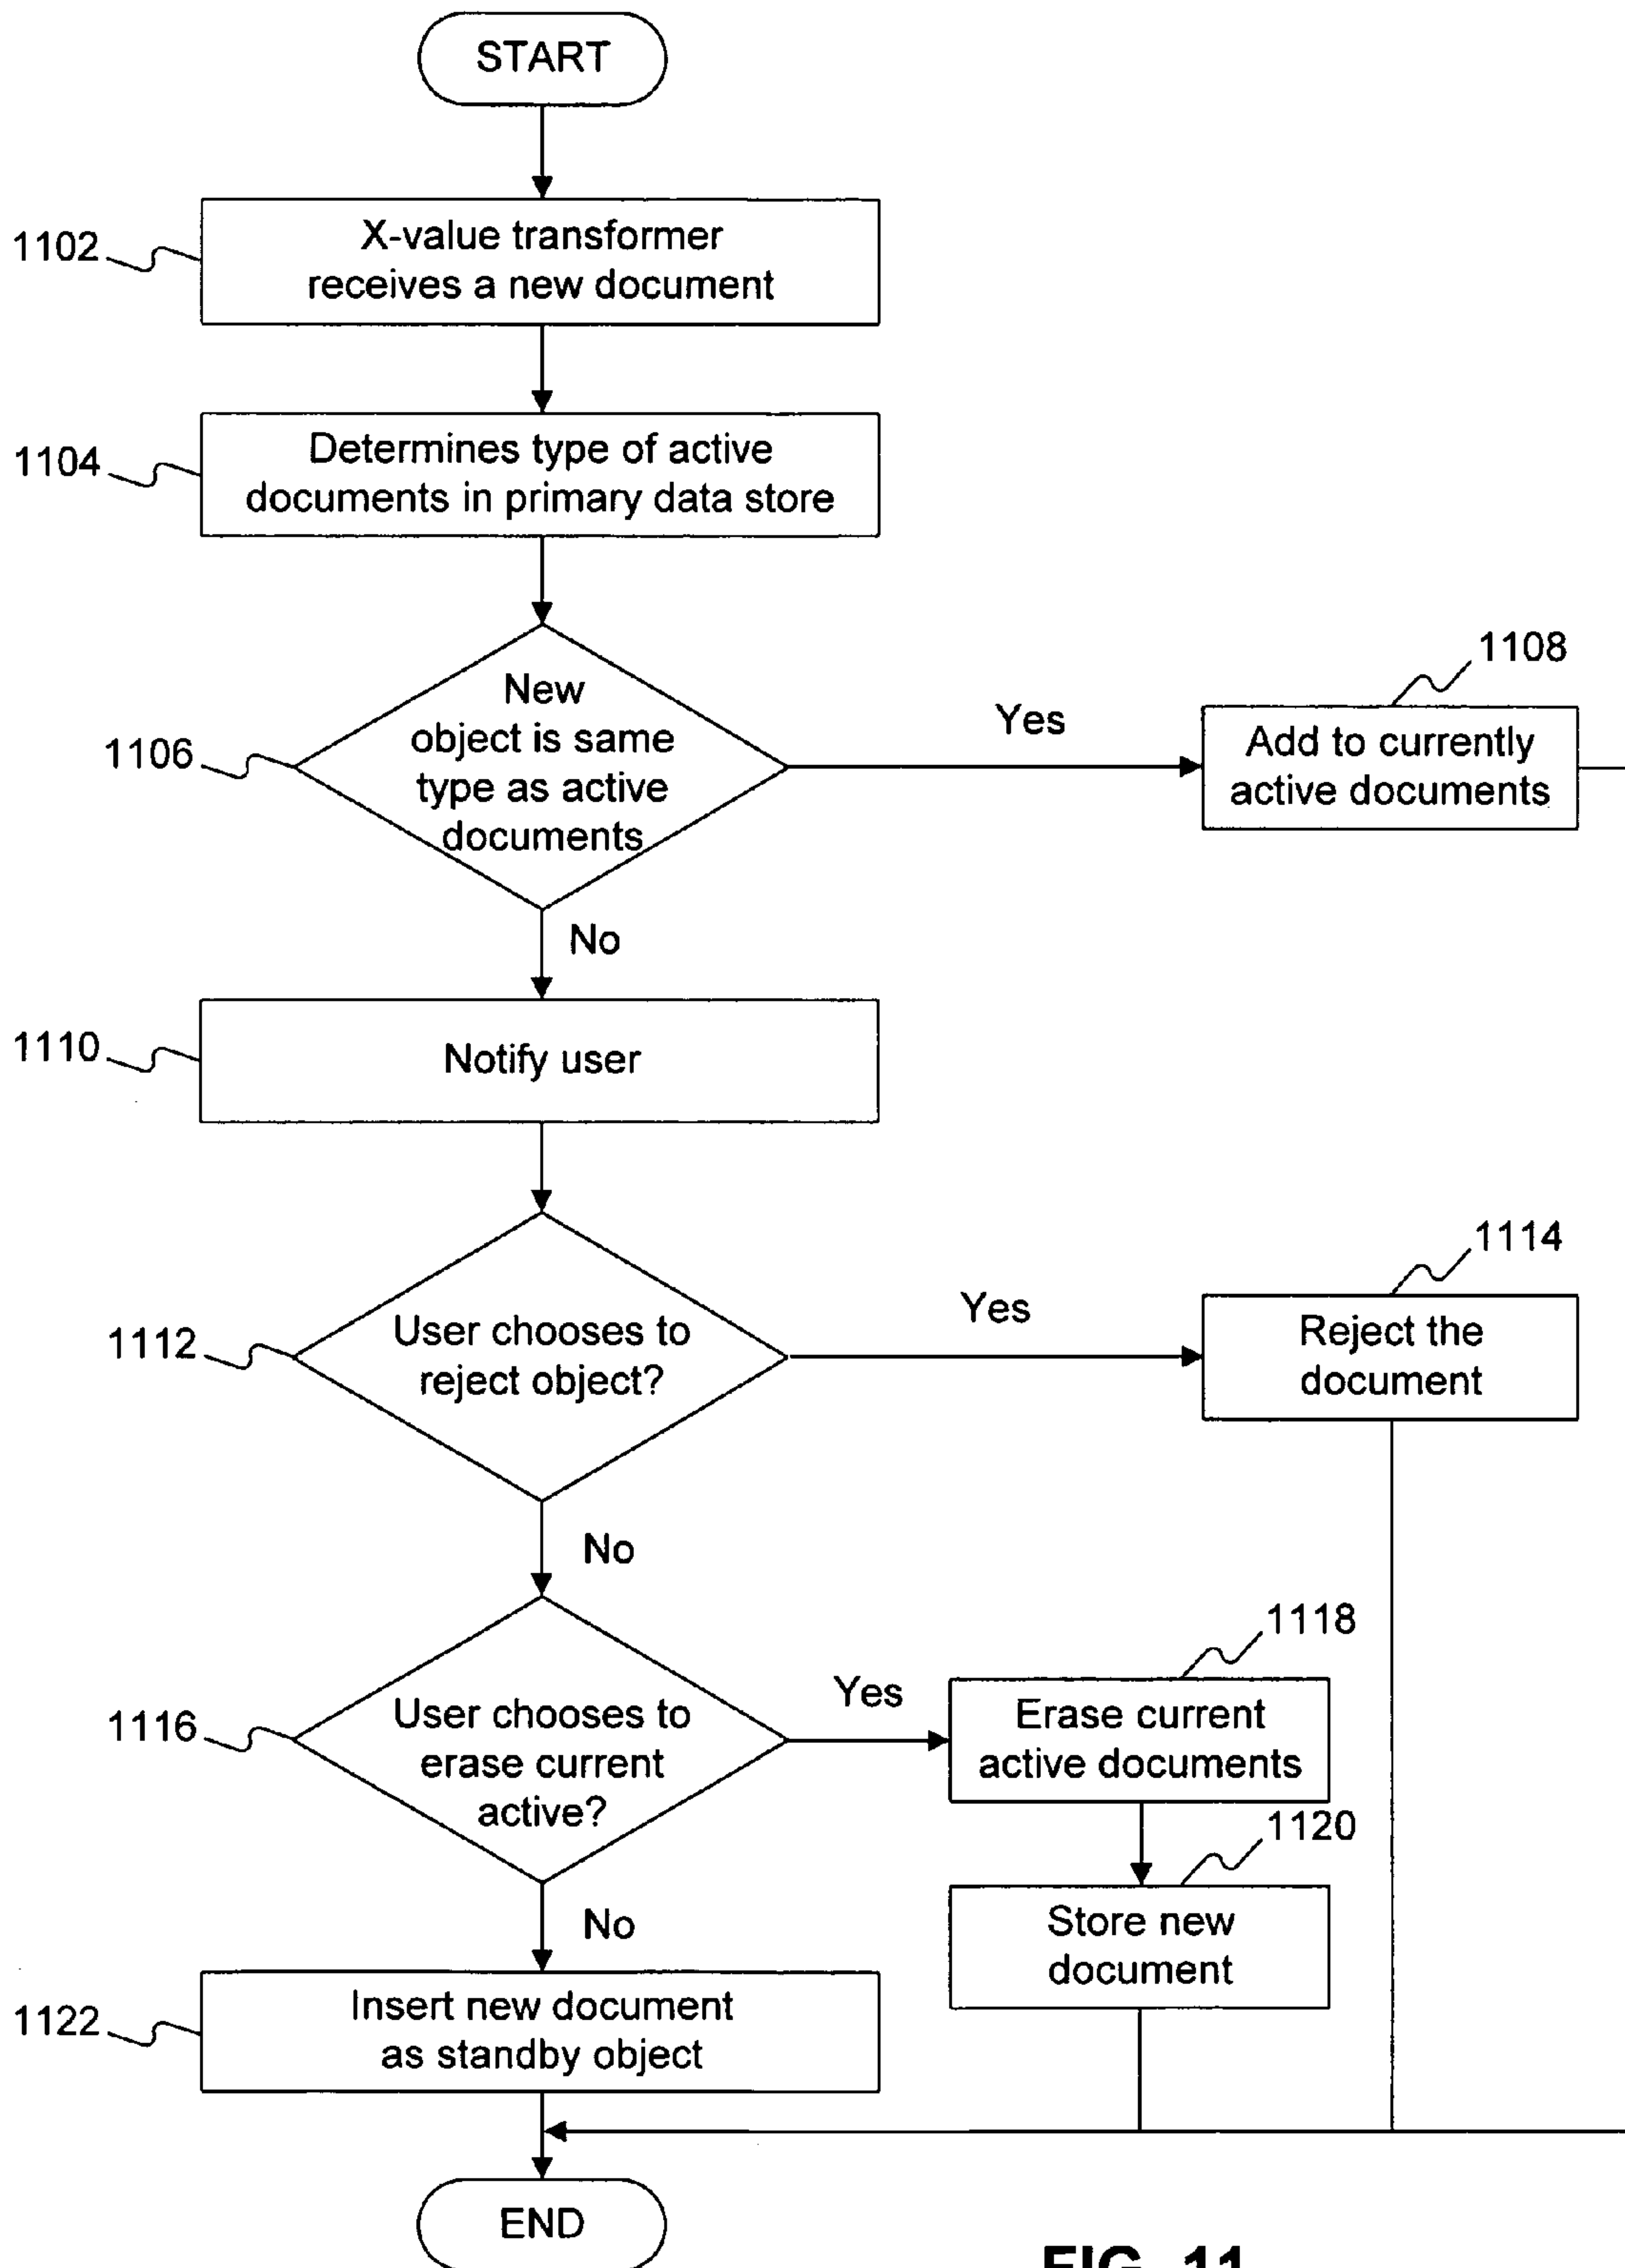 START
1102
X-value transformer
receives a new document
1104
Determines type of active
documents in primary data store
1106
New
object is same
type as active
documents
Yes
1108
Add to currently
active documents
No
1110
Notify user
1112
User chooses to
reject object?
Yes
1114
Reject the
document
No
1116
User chooses to
erase current
active?
Yes
1118
Erase current
active documents
1120
Store new
document
No
1122
Insert new document
as standby object
END
FIG. 11